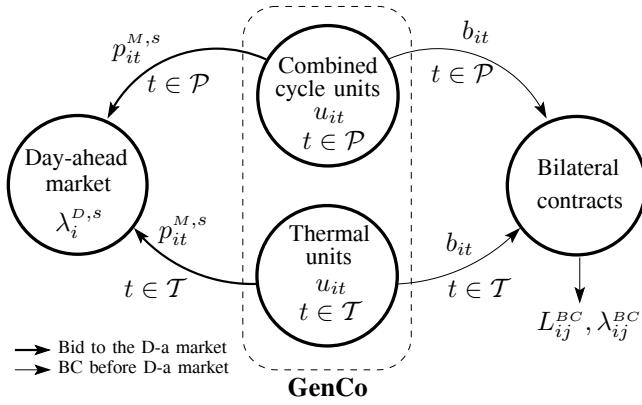 p_{it}^{M,s}
t ∈ 𝒫
Combined
cycle units
u_{it}
t ∈ 𝒫
b_{it}
t ∈ 𝒫
Day-ahead
market
λ_i^{D,s}
Bilateral
contracts
p_{it}^{M,s}
t ∈ 𝒯
Thermal
units
u_{it}
t ∈ 𝒯
b_{it}
t ∈ 𝒯
L_{ij}^{BC}, λ_{ij}^{BC}
Bid to the D-a market
BC before D-a market
GenCo